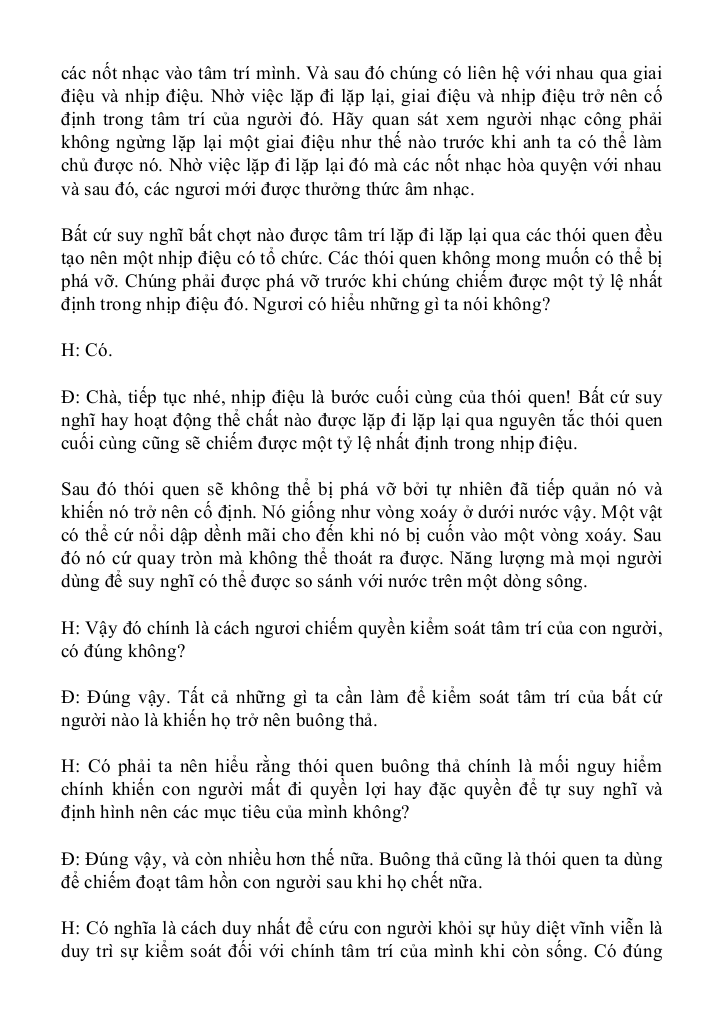 các nốt nhạc vào tâm trí mình. Và sau đó chúng có liên hệ với nhau qua giai
điệu và nhịp điệu. Nhờ việc lặp đi lặp lại, giai điệu và nhịp điệu trở nên cố
định trong tâm trí của người đó. Hãy quan sát xem người nhạc công phải
không ngừng lặp lại một giai điệu như thế nào trước khi anh ta có thể làm
chủ được nó. Nhờ việc lặp đi lặp lại đó mà các nốt nhạc hòa quyện với nhau
và sau đó, các ngươi mới được thưởng thức âm nhạc.

Bất cứ suy nghĩ bất chợt nào được tâm trí lặp đi lặp lại qua các thói quen đều
tạo nên một nhịp điệu có tổ chức. Các thói quen không mong muốn có thể bị
phá vỡ. Chúng phải được phá vỡ trước khi chúng chiếm được một tỷ lệ nhất
định trong nhịp điệu đó. Ngươi có hiểu những gì ta nói không?

H: Có.

Đ: Chà, tiếp tục nhé, nhịp điệu là bước cuối cùng của thói quen! Bất cứ suy
nghĩ hay hoạt động thể chất nào được lặp đi lặp lại qua nguyên tắc thói quen
cuối cùng cũng sẽ chiếm được một tỷ lệ nhất định trong nhịp điệu.

Sau đó thói quen sẽ không thể bị phá vỡ bởi tự nhiên đã tiếp quản nó và
khiến nó trở nên cố định. Nó giống như vòng xoáy ở dưới nước vậy. Một vật
có thể cứ nổi dập dềnh mãi cho đến khi nó bị cuốn vào một vòng xoáy. Sau
đó nó cứ quay tròn mà không thể thoát ra được. Năng lượng mà mọi người
dùng để suy nghĩ có thể được so sánh với nước trên một dòng sông.

H: Vậy đó chính là cách ngươi chiếm quyền kiểm soát tâm trí của con người,
có đúng không?

Đ: Đúng vậy. Tất cả những gì ta cần làm để kiểm soát tâm trí của bất cứ
người nào là khiến họ trở nên buông thả.

H: Có phải ta nên hiểu rằng thói quen buông thả chính là mối nguy hiểm
chính khiến con người mất đi quyền lợi hay đặc quyền để tự suy nghĩ và
định hình nên các mục tiêu của mình không?

Đ: Đúng vậy, và còn nhiều hơn thế nữa. Buông thả cũng là thói quen ta dùng
để chiếm đoạt tâm hồn con người sau khi họ chết nữa.

H: Có nghĩa là cách duy nhất để cứu con người khỏi sự hủy diệt vĩnh viễn là
duy trì sự kiểm soát đối với chính tâm trí của mình khi còn sống. Có đúng